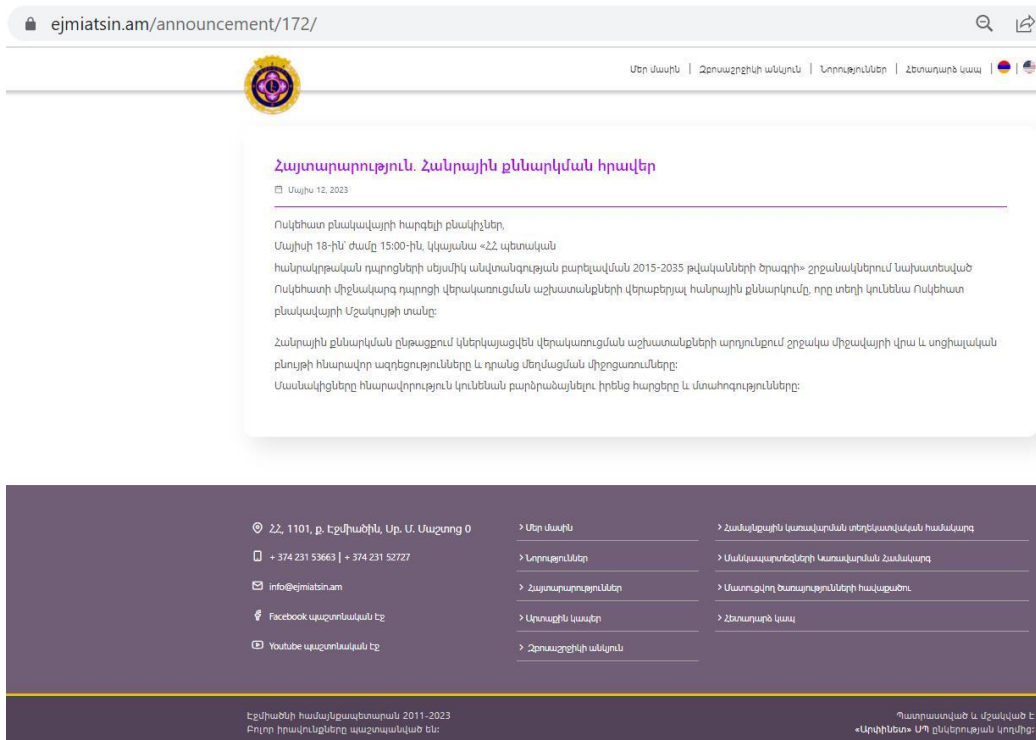 ejmiatsin.am/announcement/172/
Մեր մասին | Զբոսաշրջիկի անկյուն | Նորություններ | Հետադարձ կապ | |
Հայտարարություն. Հանրային քննարկման հրավեր
Մայիս 12, 2023
Ոսկեհատ բնակավայրի հարգելի բնակիչներ,
Մայիսի 18-ին՝ ժամը 15:00-ին, կկայանա «ՀՀ պետական
հանրակրթական դպրոցների սեյսմիկ անվտանգության բարելավման 2015-2035 թվականների ծրագրի» շրջանակներում նախատեսված
Ոսկեհատի միջնակարգ դպրոցի վերակառուցման աշխատանքների վերաբերյալ հանրային քննարկումը, որը տեղի կունենա Ոսկեհատ
բնակավայրի Մշակույթի տանը:
Հանրային քննարկման ընթացքում կներկայացվեն վերակառուցման աշխատանքների արդյունքում շրջակա միջավայրի վրա և սոցիալական
բնույթի հնարավոր ազդեցությունները և դրանց մեղմացման միջոցառումները:
Մասնակիցները հնարավորություն կունենան բարձրաձայնելու իրենց հարցերը և մտահոգությունները:
ՀՀ, 1101, ք. Էջմիածին, Սբ. Մ. Մաշտոց 0
+ 374 231 53663 | + 374 231 52727
info@ejmiatsin.am
Facebook պաշտոնական էջ
Youtube պաշտոնական էջ
> Մեր մասին
> Նորություններ
> Հայտարարություններ
> Արտաքին կապեր
> Զբոսաշրջիկի անկյուն
> Համայնքային կառավարման տեղեկատվական համակարգ
> Մանկապարտեզների Կառավարման Համակարգ
> Մատուցվող ծառայությունների հավաքածու
> Հետադարձ կապ
Էջմիածնի համայնքապետարան 2011-2023
Բոլոր իրավունքները պաշտպանված են:
Պատրաստված և մշակված է
«Արփինետ» ՍՊ ընկերության կողմից: